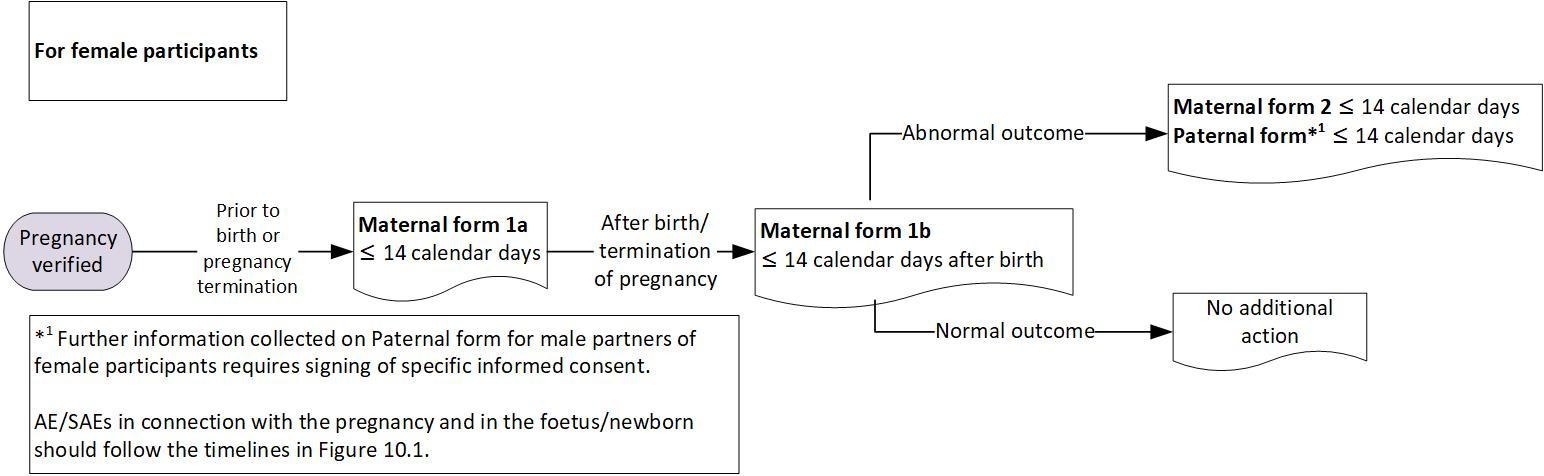 For female participants
Pregnancy
verified
Prior to
birth or
pregnancy
termination
Maternal form 1a
≤ 14 calendar days
After birth/
termination
of pregnancy
Maternal form 1b
≤ 14 calendar days after birth
Abnormal outcome
Maternal form 2 ≤ 14 calendar days
Paternal form*1 ≤ 14 calendar days
Normal outcome
No additional
action
*1 Further information collected on Paternal form for male partners of
female participants requires signing of specific informed consent.
AE/SAEs in connection with the pregnancy and in the foetus/newborn
should follow the timelines in Figure 10.1.